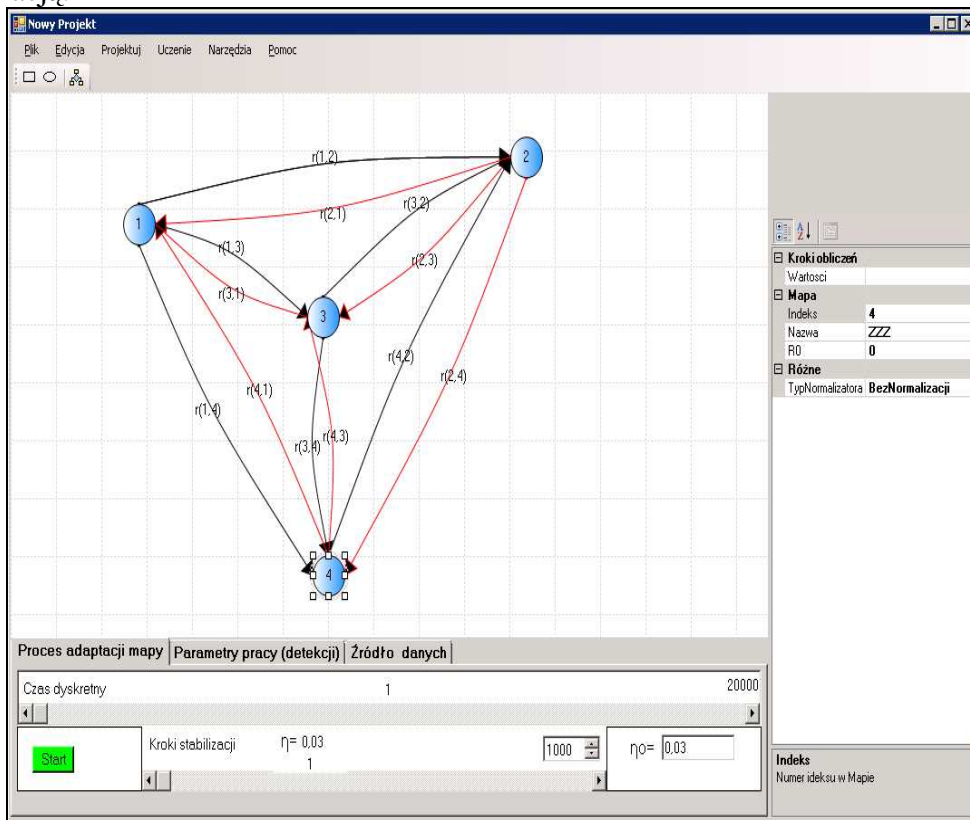 Nowy Projekt
Plik Edycja Projektuj Uczenie Narzędzia Pomoc
r(1,2)
2
r(2,1)
r(3,2)
1
r(1,3)
r(2,3)
r(3,1)
3
r(4,2)
r(2,4)
r(4,1)
r(1,4)
r(4,3)
r(3,4)
4
Kroki obliczeń
Wartosci
Mapa
Indeks 4
Nazwa ZZZ
R0 0
Różne
TypNormalizatora BezNormalizacji
Proces adaptacji mapy Parametry pracy (detekcji) Źródło danych
Czas dyskretny 1 20000
Start
Kroki stabilizacji η= 0,03 1000 ηo= 0,03
1
Indeks
Numer ideksu w Mapie